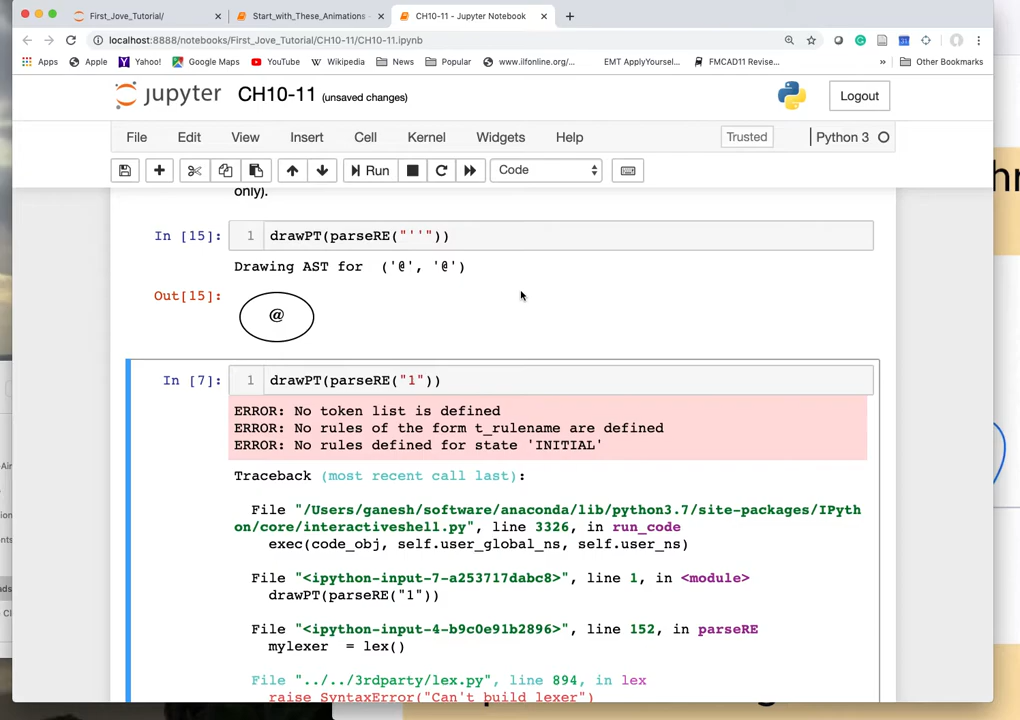 First_Jove_Tutorial/ × Start_with_These_Animations - × CH10-11 - Jupyter Notebook × +
localhost:8888/notebooks/First_Jove_Tutorial/CH10-11/CH10-11.ipynb
Apps Apple Yahoo! Google Maps YouTube Wikipedia News Popular www.ilfonline.org/... EMT ApplyYoursel... FMCAD11 Revise... » Other Bookmarks
jupyter CH10-11 (unsaved changes) Logout
File Edit View Insert Cell Kernel Widgets Help Trusted Python 3
Run Code
only).
In [15]: 1 drawPT(parseRE("''"))
Drawing AST for ('@', '@')
Out[15]:
@
In [7]: 1 drawPT(parseRE("1"))
ERROR: No token list is defined
ERROR: No rules of the form t_rulename are defined
ERROR: No rules defined for state 'INITIAL'
Traceback (most recent call last):
File "/Users/ganesh/software/anaconda/lib/python3.7/site-packages/IPyth
on/core/interactiveshell.py", line 3326, in run_code
exec(code_obj, self.user_global_ns, self.user_ns)
File "<ipython-input-7-a253717dabc8>", line 1, in <module>
drawPT(parseRE("1"))
File "<ipython-input-4-b9c0e91b2896>", line 152, in parseRE
mylexer = lex()
File "../../3rdparty/lex.py", line 894, in lex
raise SyntaxError("Can't build lexer")